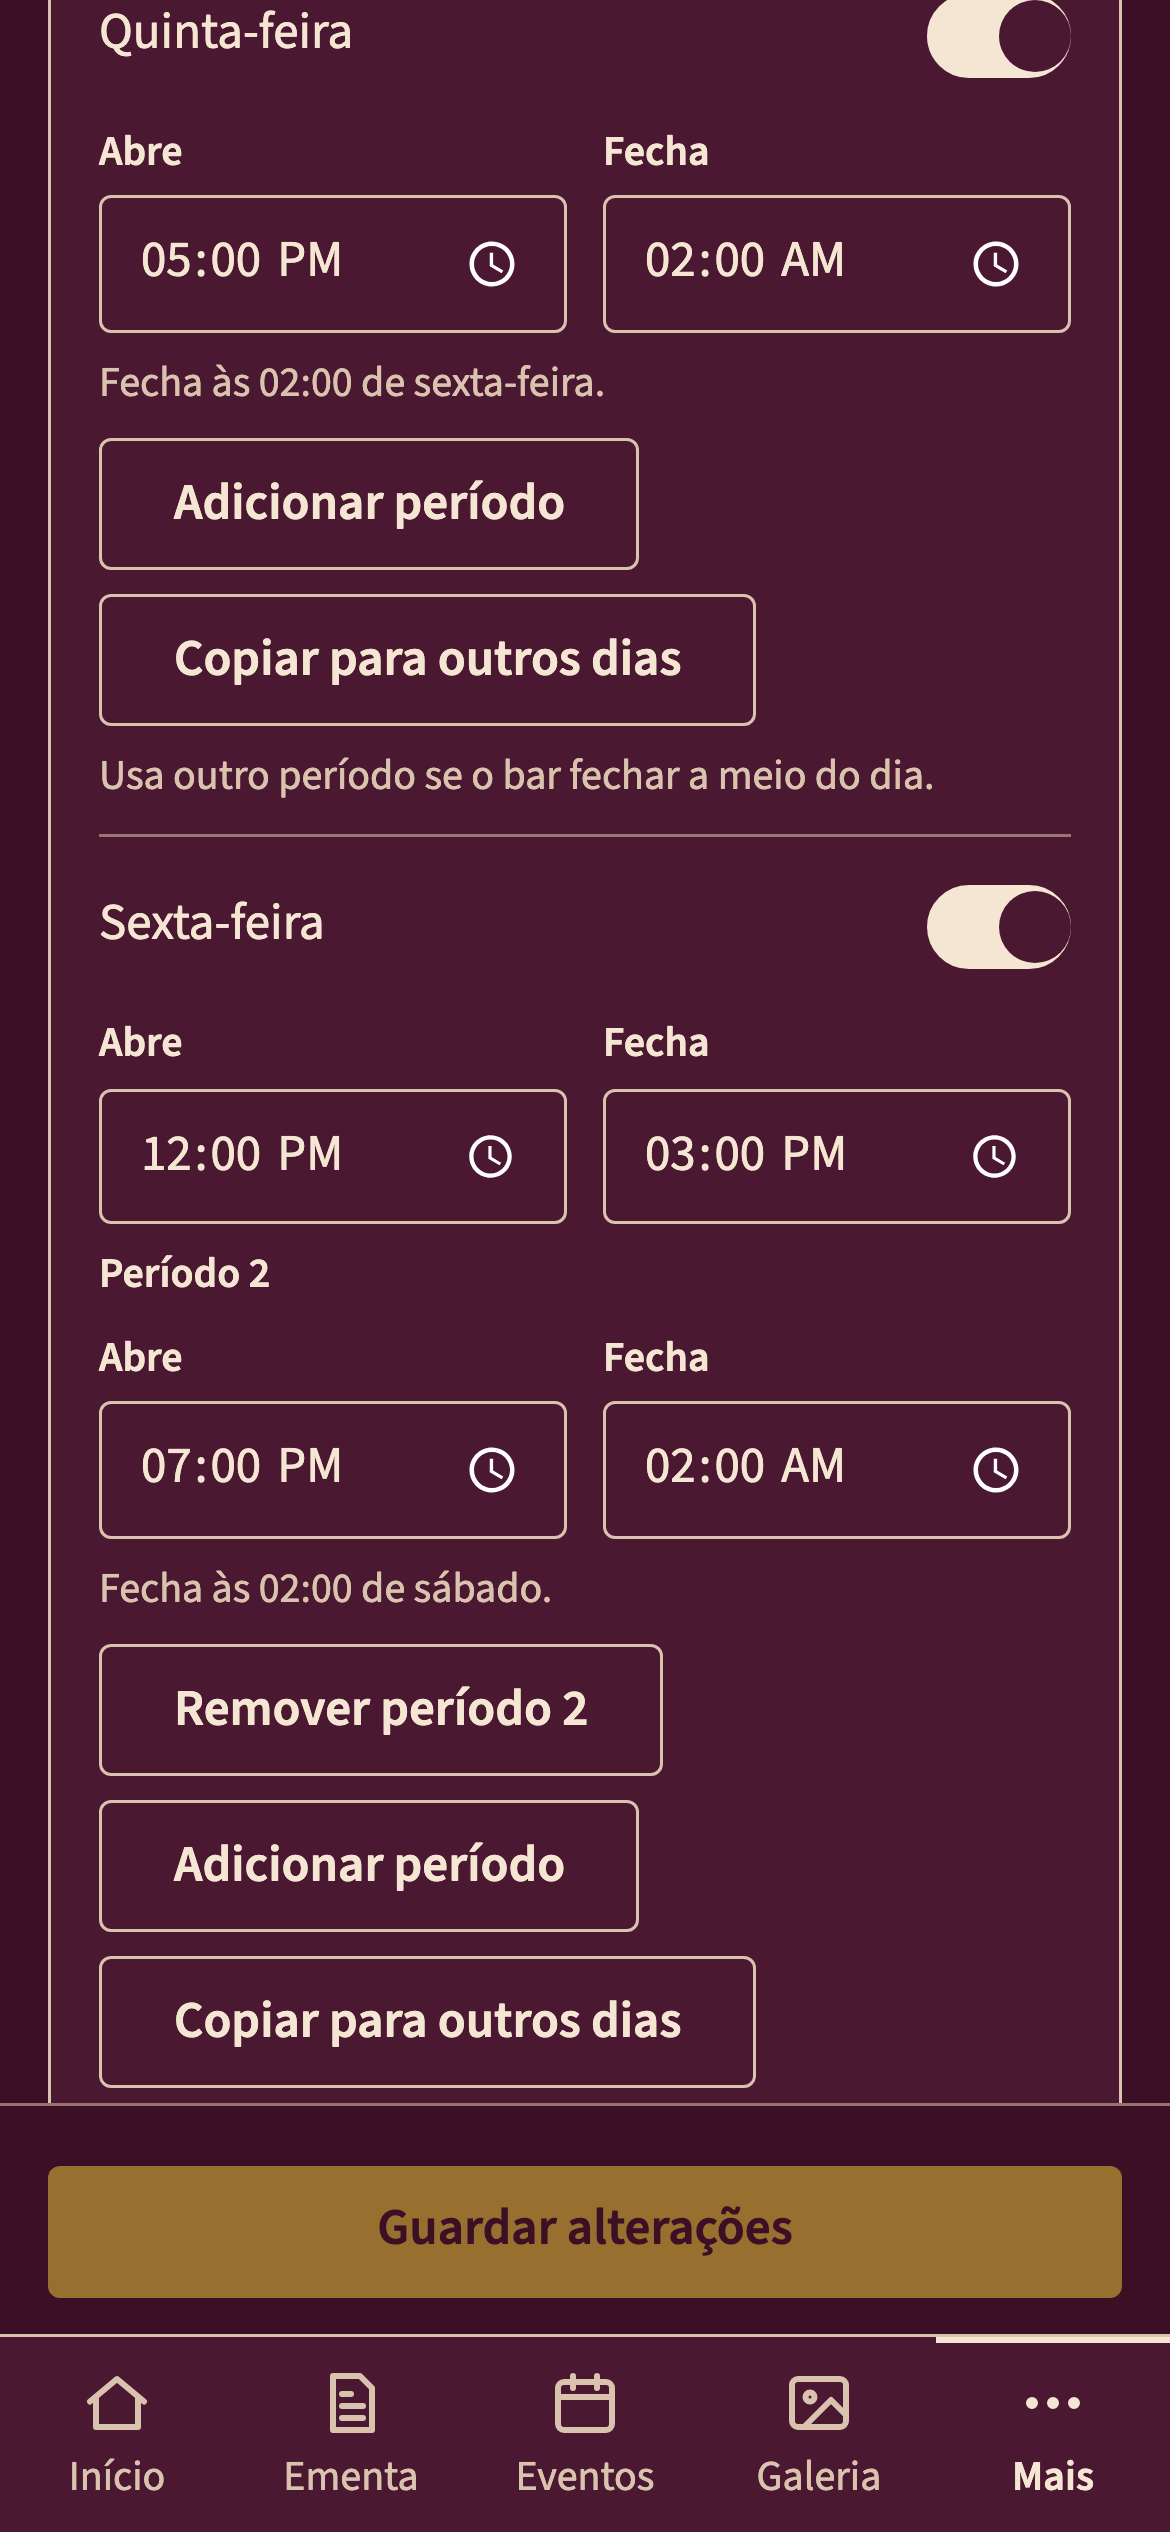 Quinta-feira
Abre Fecha
05:00 PM 02:00 AM
Fecha às 02:00 de sexta-feira.
Adicionar período
Copiar para outros dias
Usa outro período se o bar fechar a meio do dia.
Sexta-feira
Abre Fecha
12:00 PM 03:00 PM
Período 2
Abre Fecha
07:00 PM 02:00 AM
Fecha às 02:00 de sábado.
Remover período 2
Adicionar período
Copiar para outros dias
Guardar alterações
Início Ementa Eventos Galeria Mais